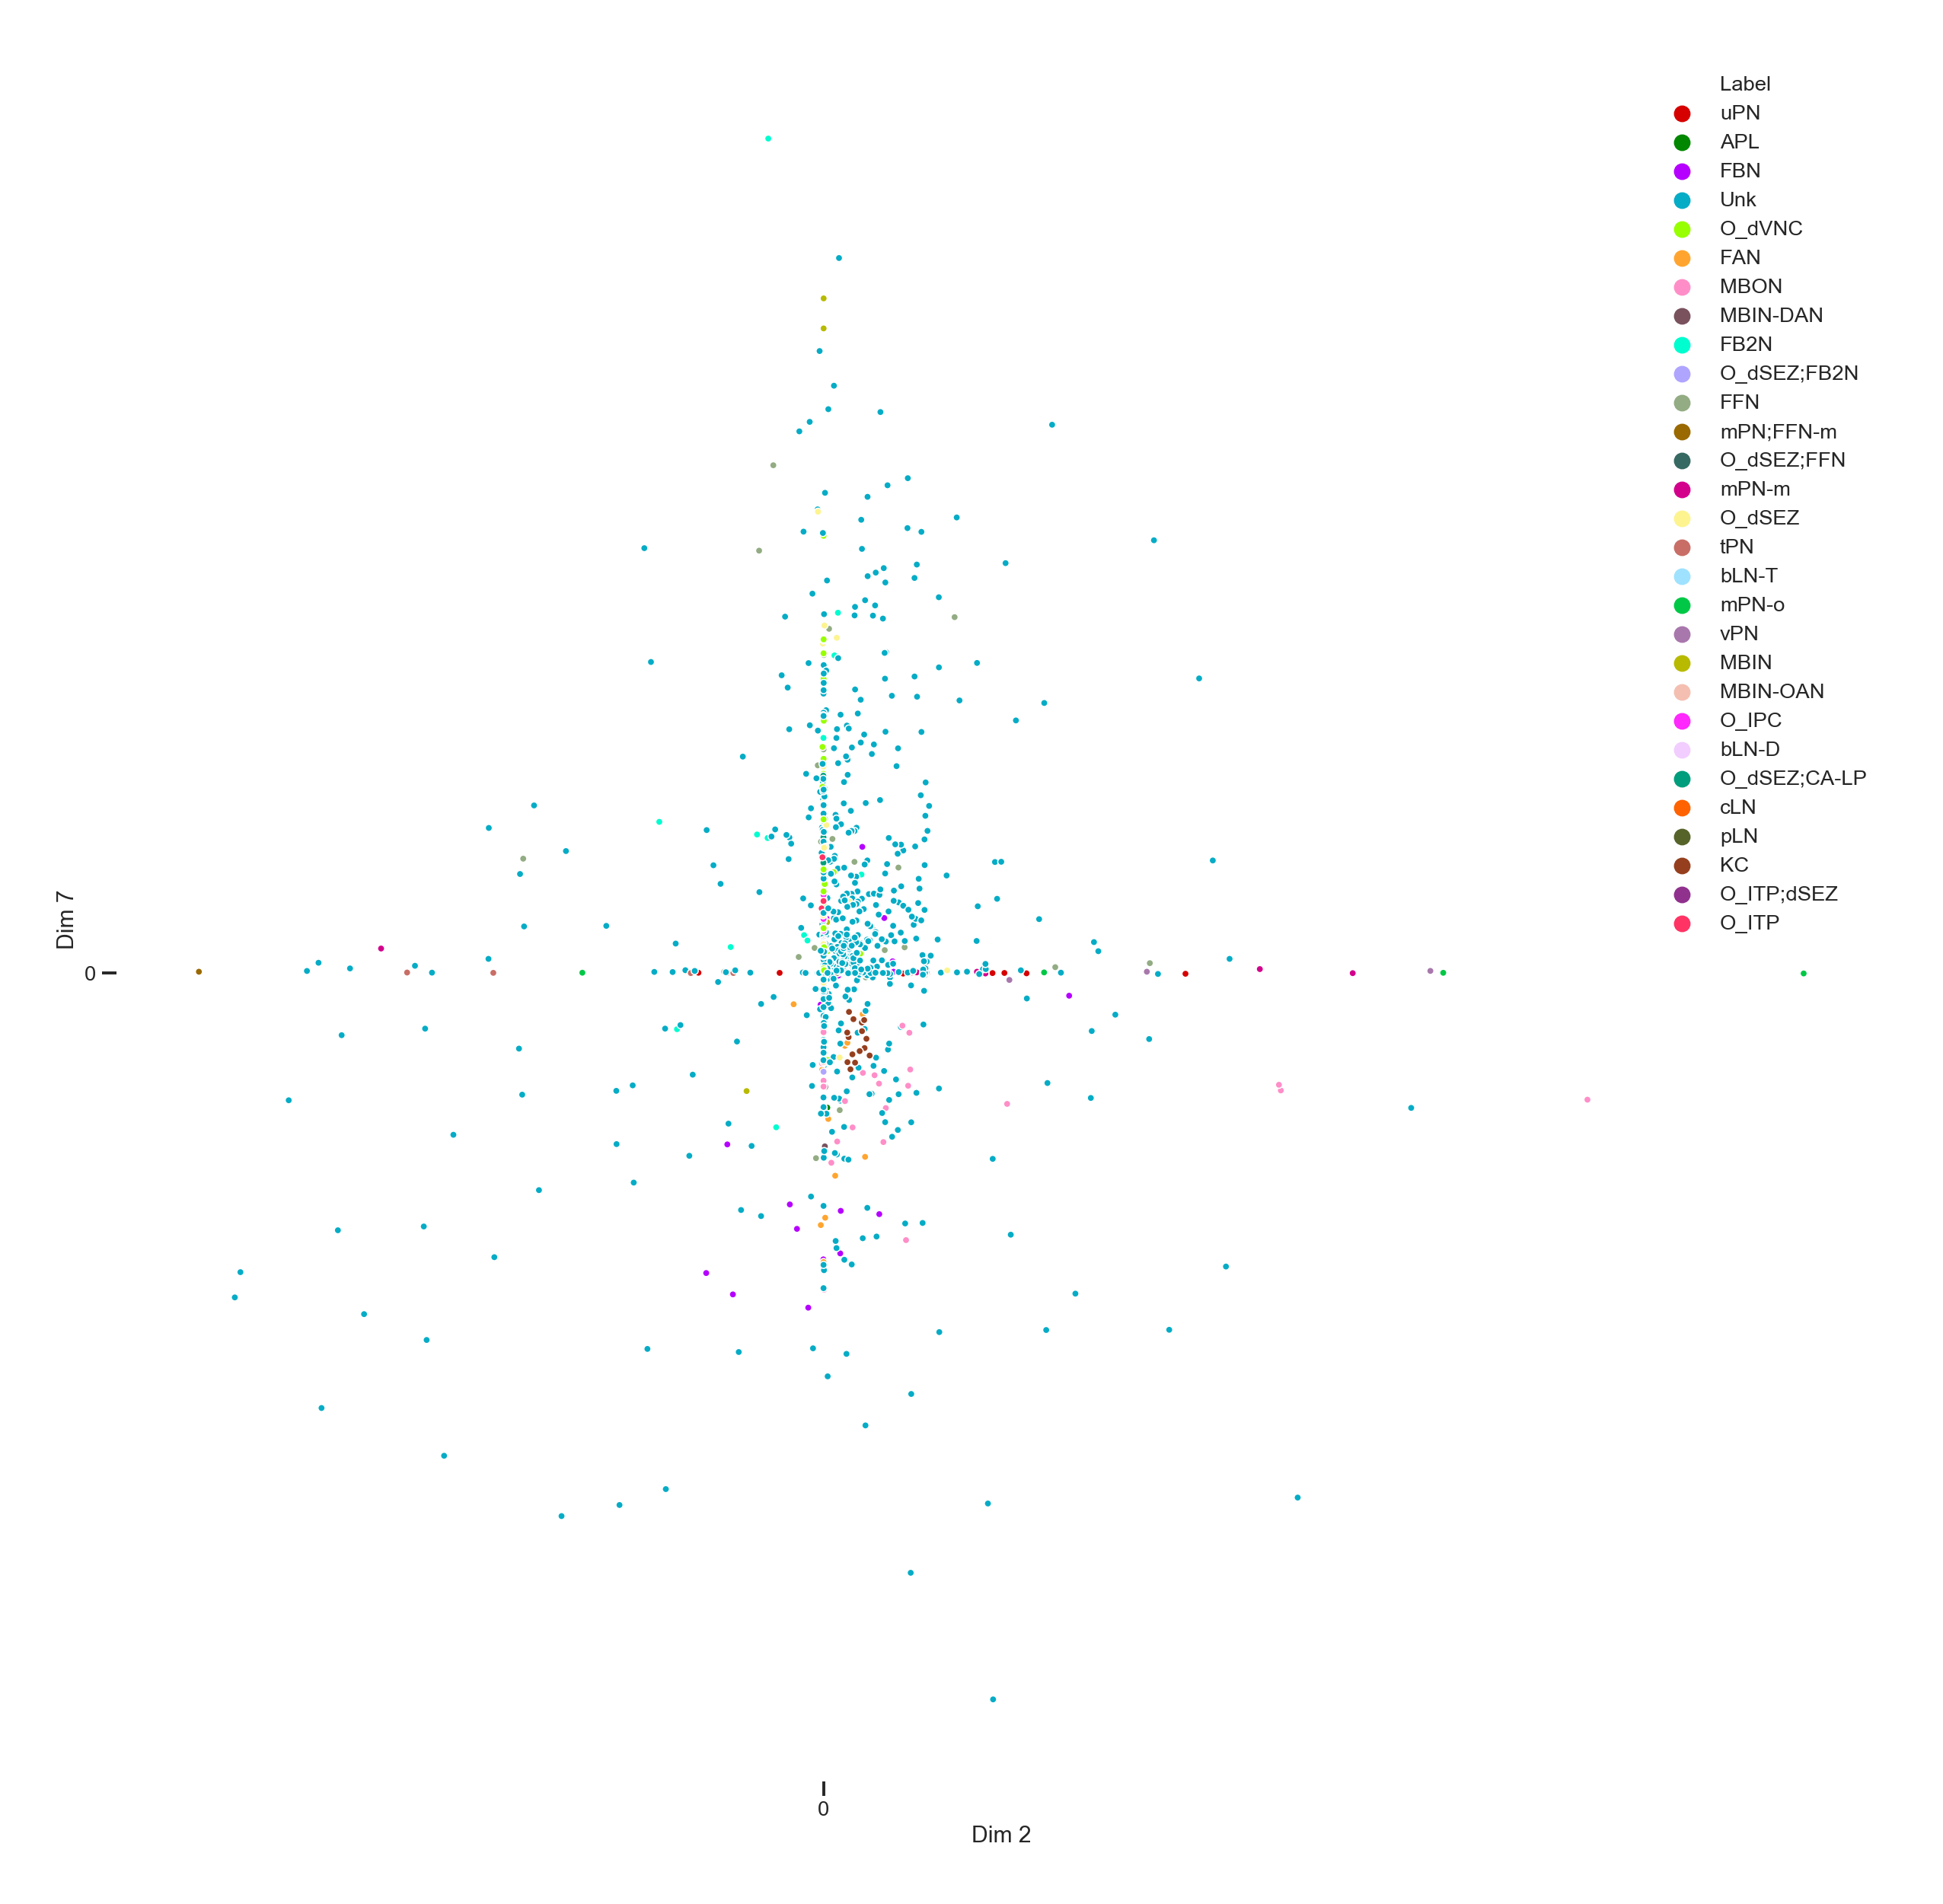 Label
uPN
APL
FBN
Unk
O_dVNC
FAN
MBON
MBIN-DAN
FB2N
O_dSEZ;FB2N
FFN
mPN;FFN-m
O_dSEZ;FFN
mPN-m
O_dSEZ
tPN
bLN-T
mPN-o
vPN
MBIN
MBIN-OAN
O_IPC
bLN-D
O_dSEZ;CA-LP
cLN
pLN
KC
O_ITP;dSEZ
O_ITP
Dim 7
0
0
Dim 2